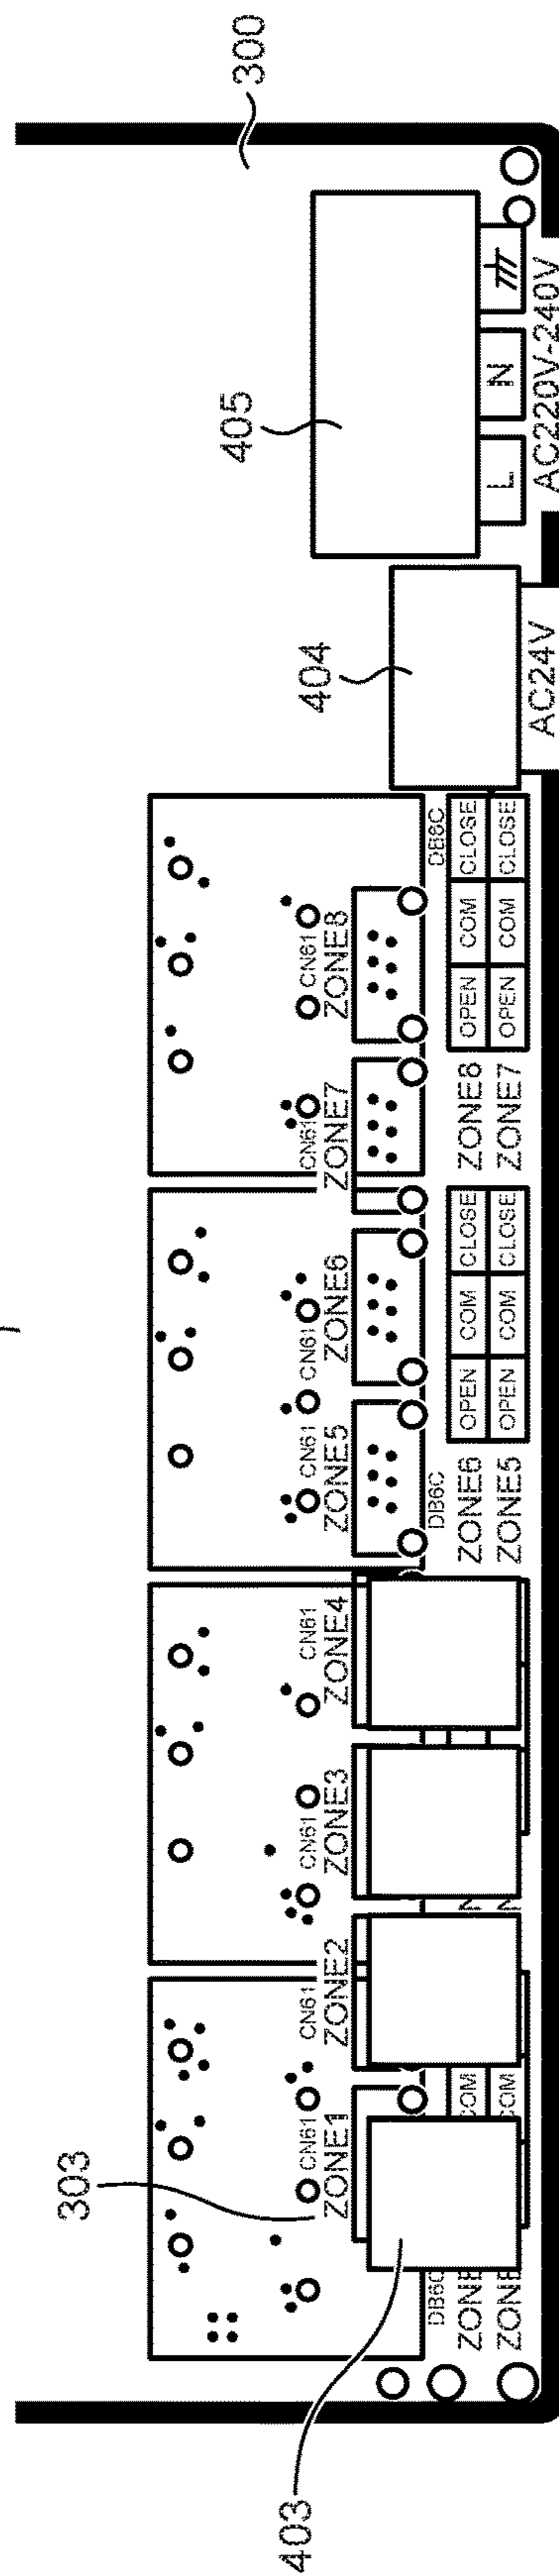 300
405
404
303
403
CN61 CN61 CN61 CN61 CN61 CN61 CN61 CN61
ZONE1 ZONE2 ZONE3 ZONE4 ZONE5 ZONE6 ZONE7 ZONE8
DB6C DB6C DB6C
COM
COM
ZONE6 OPEN COM CLOSE ZONE8 OPEN COM CLOSE
ZONE5 OPEN COM CLOSE ZONE7 OPEN COM CLOSE
L N
AC24V AC220V-240V